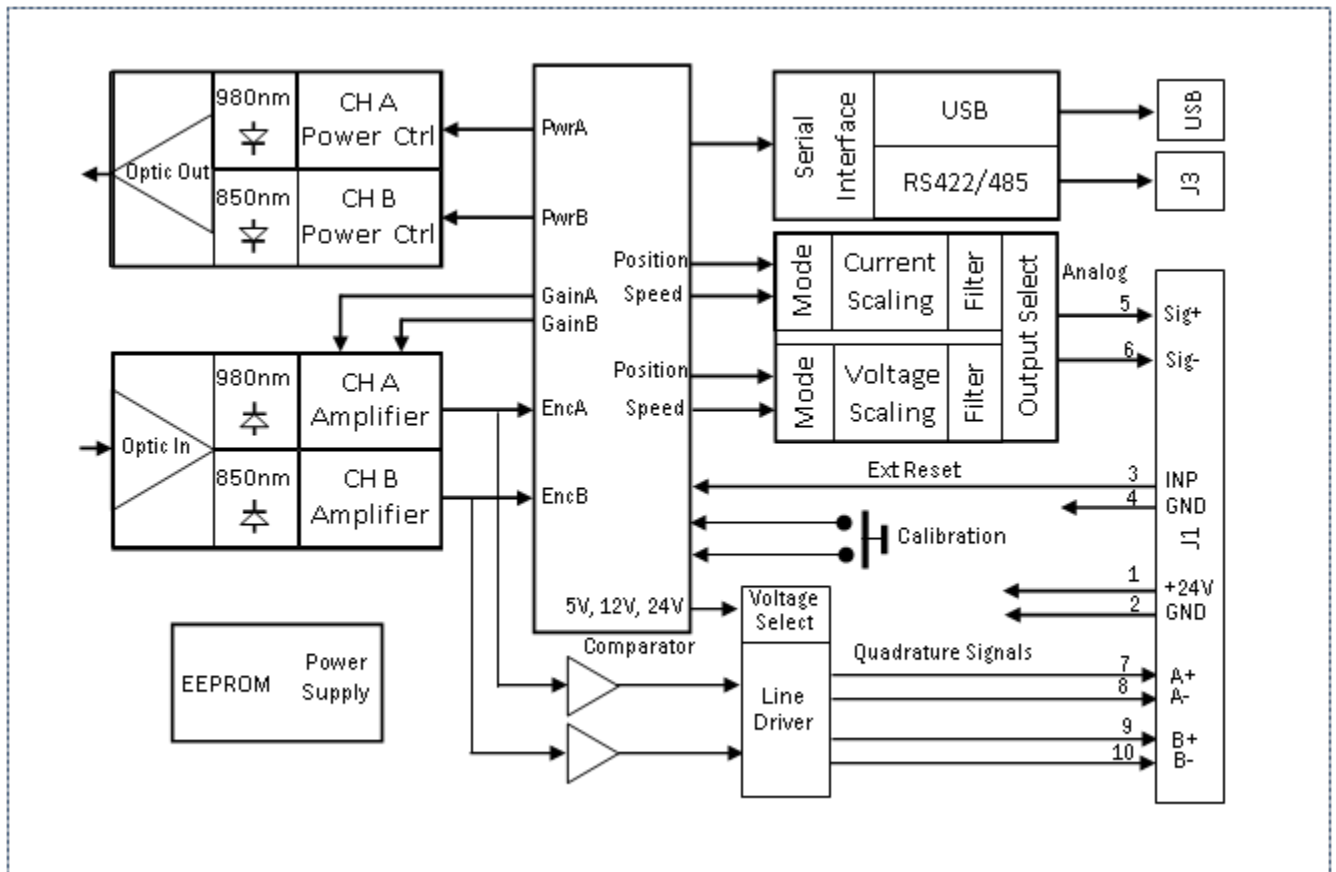 980nm
CH A
Power Ctrl
Optic Out
850nm
CH B
Power Ctrl
PwrA
PwrB
GainA
GainB
Position
Speed
Position
Speed
EncA
EncB
5V, 12V, 24V
Serial
Interface
USB
RS422/485
USB
J3
Mode
Current
Scaling
Filter
Mode
Voltage
Scaling
Filter
Output Select
Analog
5
Sig+
6
Sig-
980nm
CH A
Amplifier
Optic In
850nm
CH B
Amplifier
Ext Reset
3
INP
4
GND
J1
Calibration
1
+24V
2
GND
Voltage
Select
Comparator
Line
Driver
Quadrature Signals
7
A+
8
A-
9
B+
10
B-
EEPROM
Power
Supply